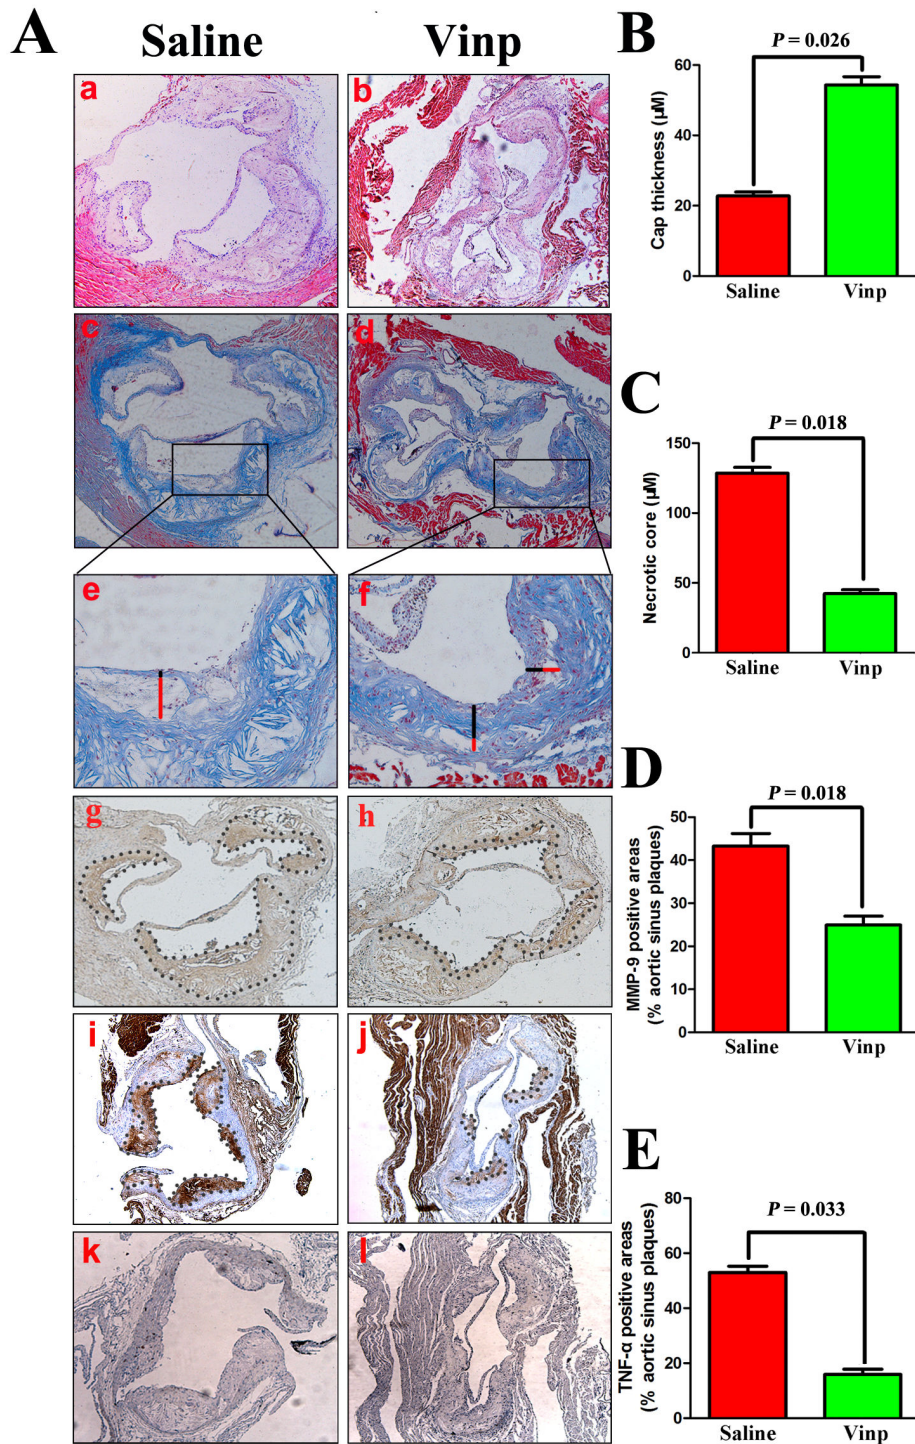 A
Saline
Vinp
a
b
c
d
e
f
g
h
i
j
k
l
B
P = 0.026
60
40
20
0
Cap thickness (µM)
Saline
Vinp
C
P = 0.018
150
100
50
0
Necrotic core (µM)
Saline
Vinp
D
P = 0.018
50
40
30
20
10
0
MMP-9 positive areas
(% aortic sinus plaques)
Saline
Vinp
E
P = 0.033
80
60
40
20
0
TNF-α positive areas
(% aortic sinus plaques)
Saline
Vinp